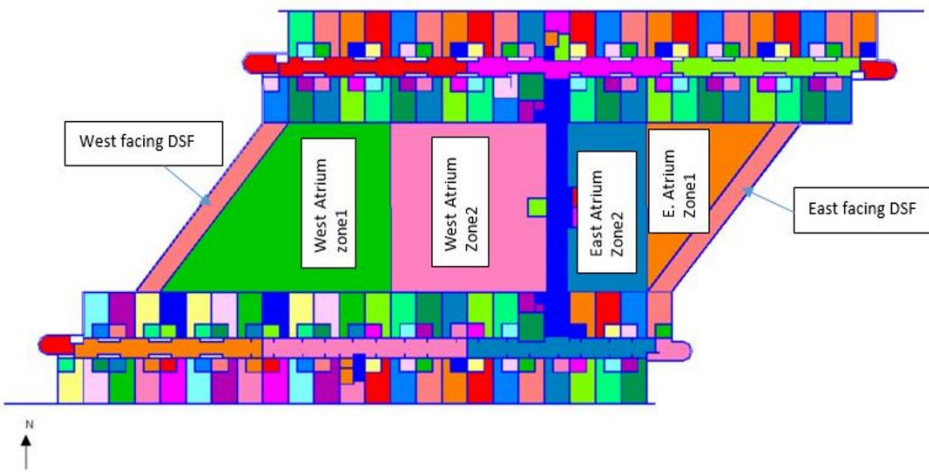 West facing DSF
West Atrium
zone1
West Atrium
Zone2
East Atrium
Zone2
E. Atrium
Zone1
East facing DSF
N